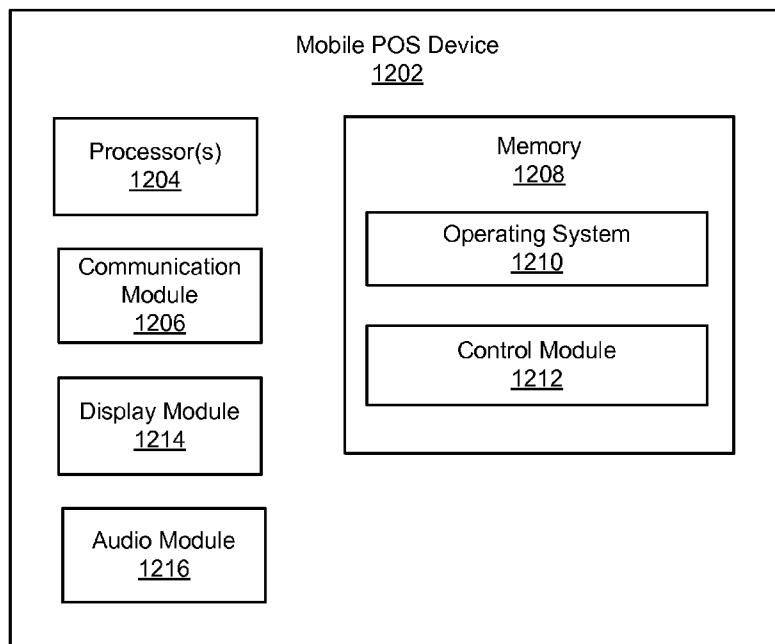 Mobile POS Device
1202
Processor(s)
1204
Communication
Module
1206
Display Module
1214
Audio Module
1216
Memory
1208
Operating System
1210
Control Module
1212